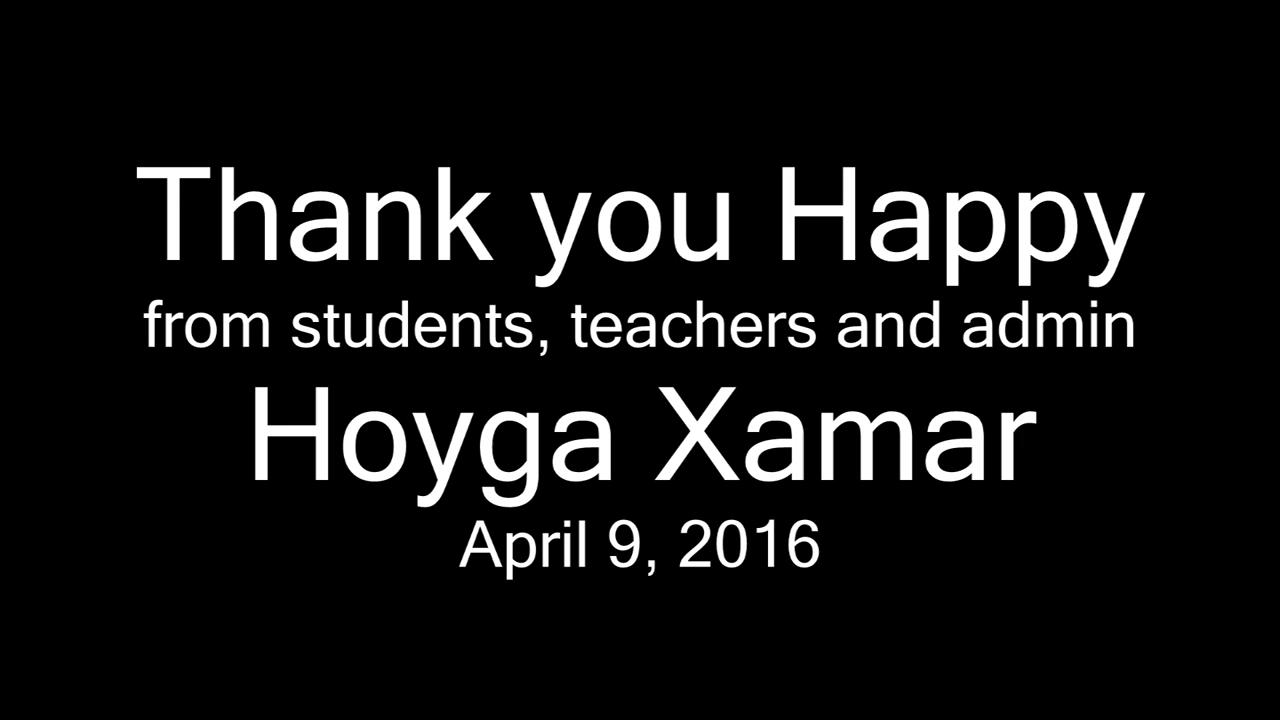 Thank you Happy
from students, teachers and admin
Hoyga Xamar
April 9, 2016